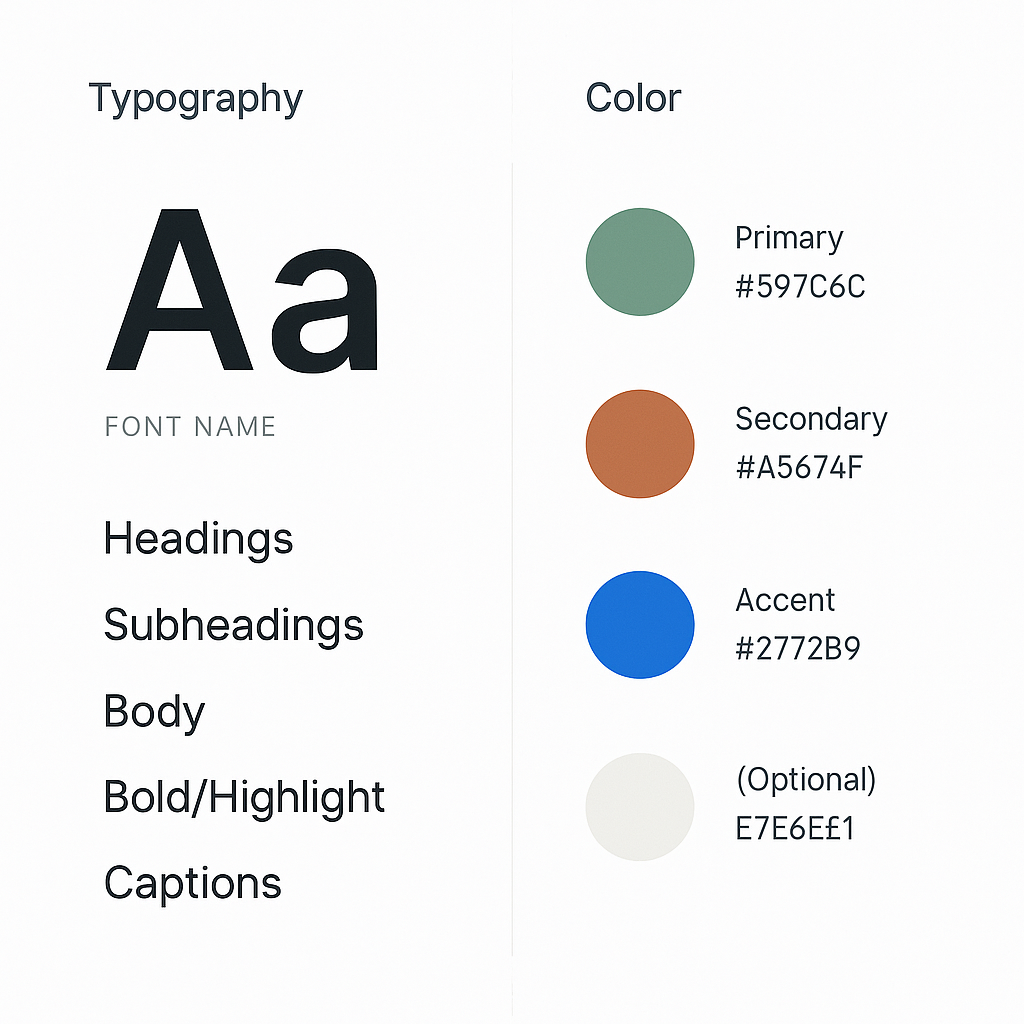 Typography
Aa
FONT NAME
Headings
Subheadings
Body
Bold/Highlight
Captions
Color
Primary
#597C6C
Secondary
#A5674F
Accent
#2772B9
(Optional)
E7E6E£1